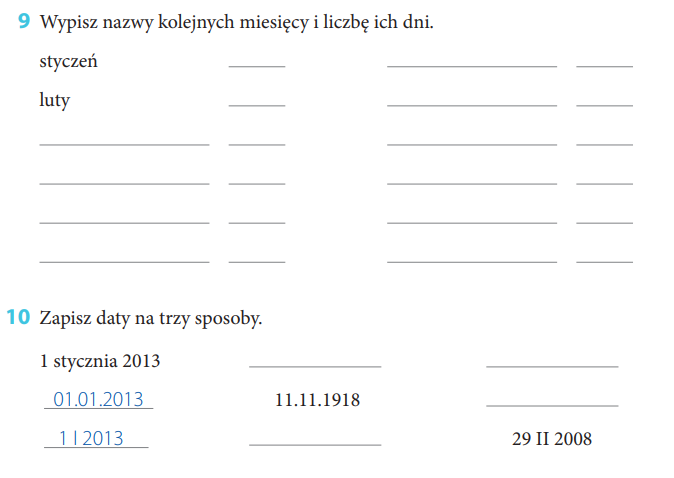 9 Wypisz nazwy kolejnych miesięcy i liczbę ich dni.
styczeń
luty
10 Zapisz daty na trzy sposoby.
1 stycznia 2013
01.01.2013 11.11.1918
1 I 2013 29 II 2008